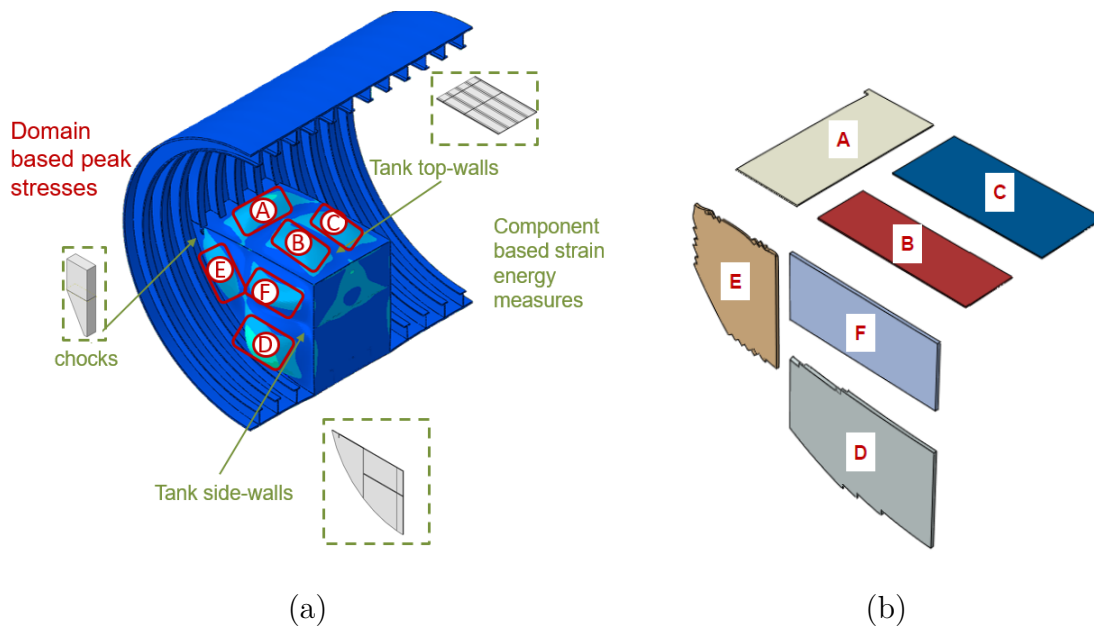 Domain
based peak
stresses
Tank top-walls
Component
based strain
energy
measures
chocks
Tank side-walls
A
B
C
E
F
D
(a)
A
C
B
E
F
D
(b)